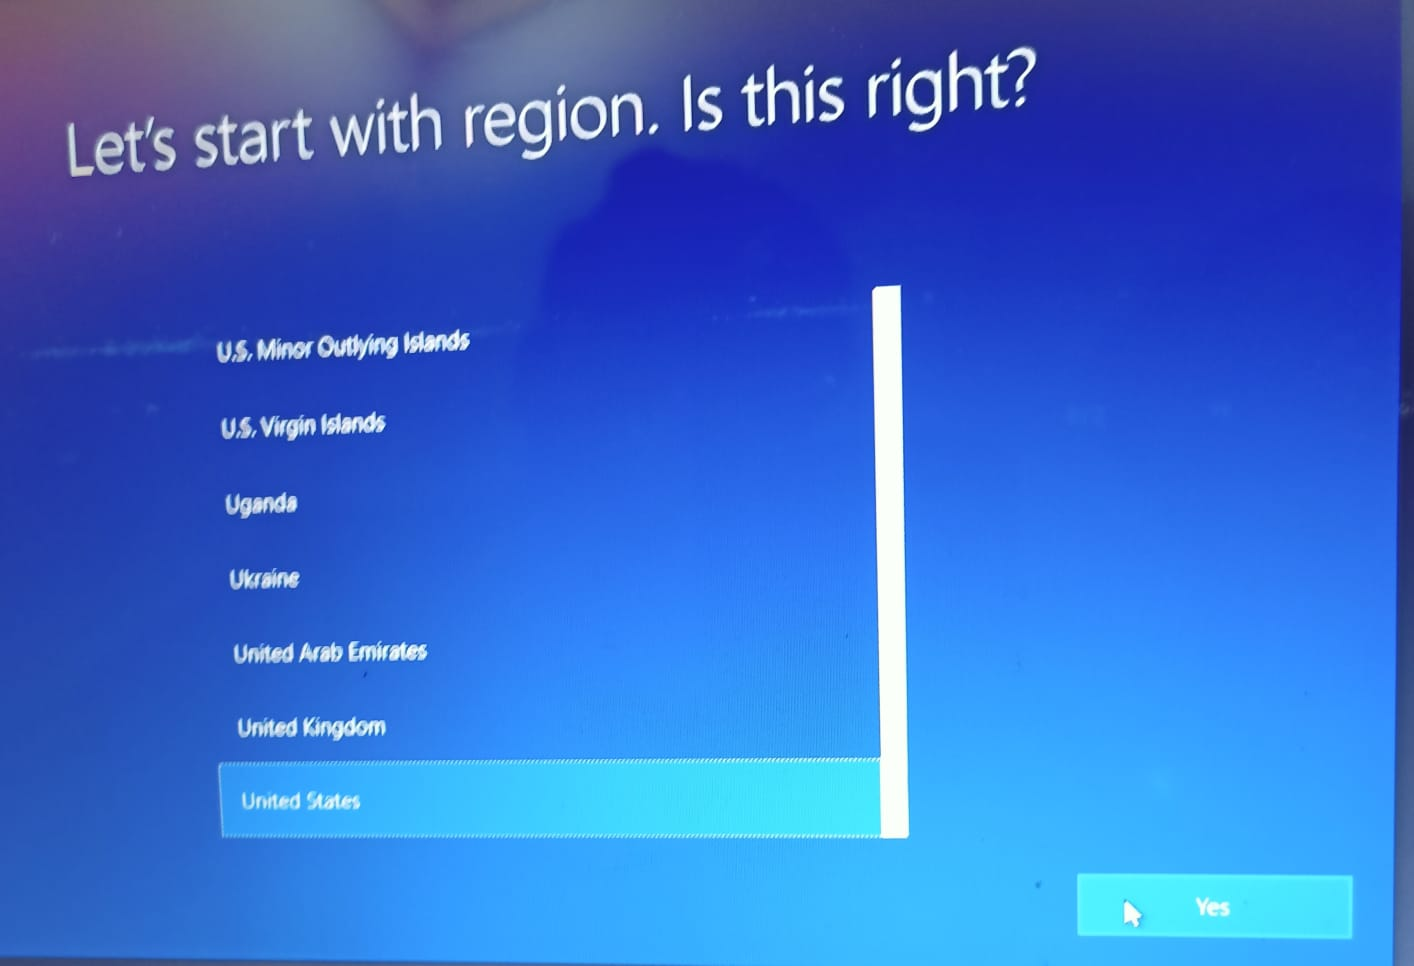 Let's start with region. Is this right?
U.S. Minor Outlying Islands
U.S. Virgin Islands
Uganda
Ukraine
United Arab Emirates
United Kingdom
United States
Yes